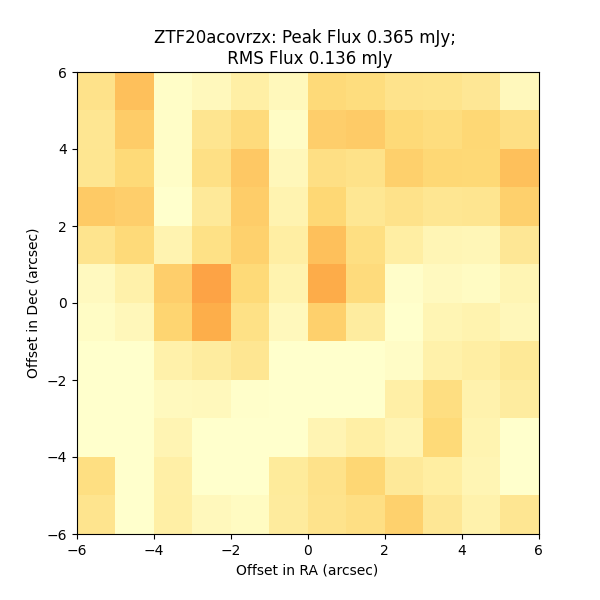 ZTF20acovrzx: Peak Flux 0.365 mJy;
RMS Flux 0.136 mJy
6
4
2
0
−2
−4
−6
Offset in Dec (arcsec)
−6 −4 −2 0 2 4 6
Offset in RA (arcsec)